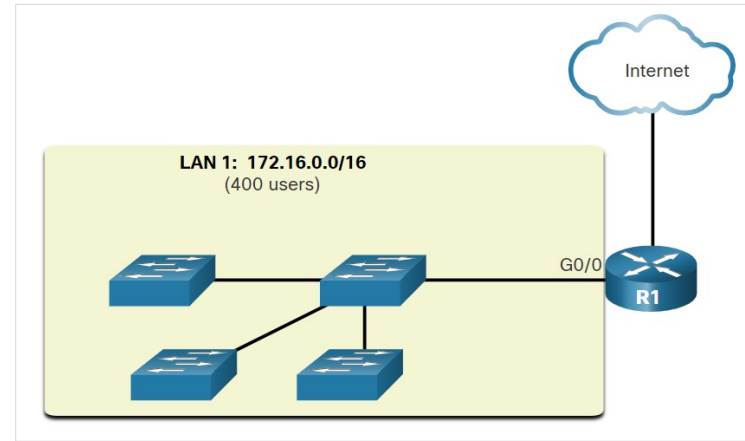 Internet
LAN 1: 172.16.0.0/16
(400 users)
G0/0
R1